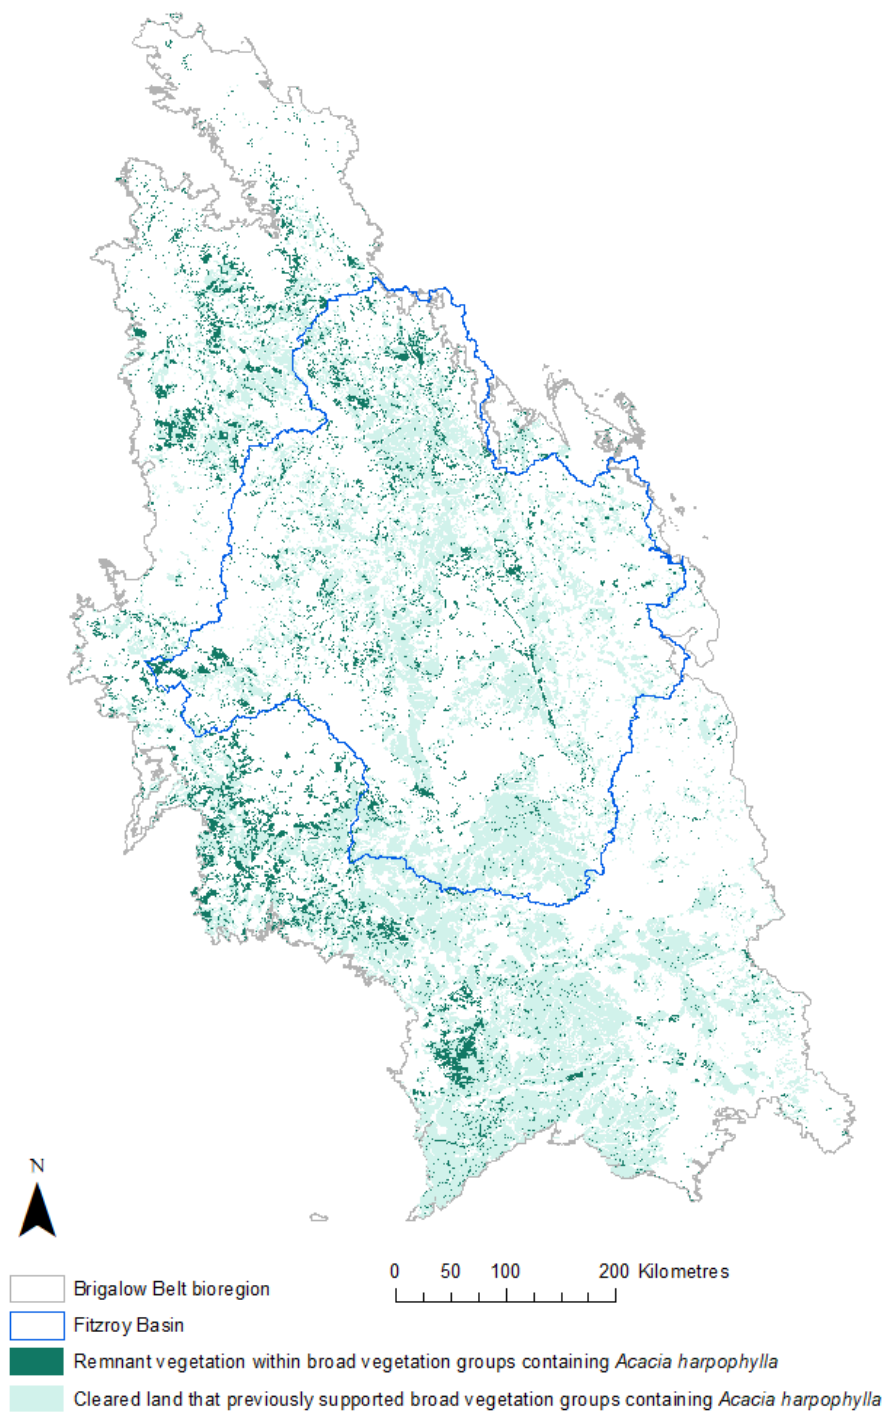 N
0 50 100 200 Kilometres
Brigalow Belt bioregion
Fitzroy Basin
Remnant vegetation within broad vegetation groups containing Acacia harpophylla
Cleared land that previously supported broad vegetation groups containing Acacia harpophylla